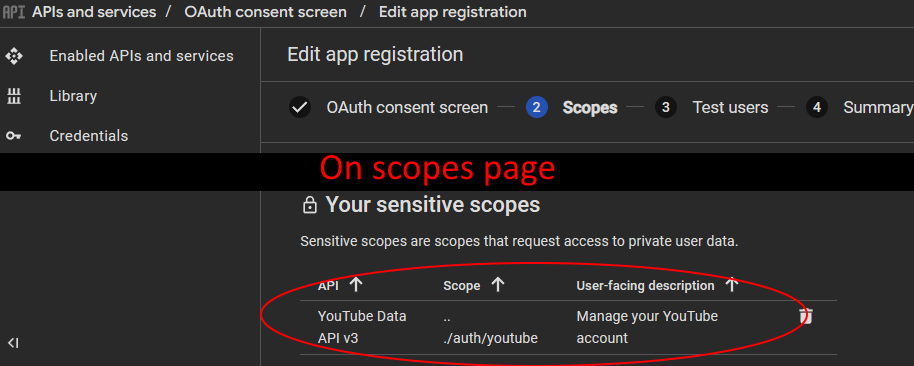 API APIs and services / OAuth consent screen / Edit app registration
Enabled APIs and services
Library
Credentials
Edit app registration
OAuth consent screen — 2 Scopes — 3 Test users — 4 Summary
On scopes page
Your sensitive scopes
Sensitive scopes are scopes that request access to private user data.
API Scope User-facing description
YouTube Data .. Manage your YouTube
API v3 ./auth/youtube account